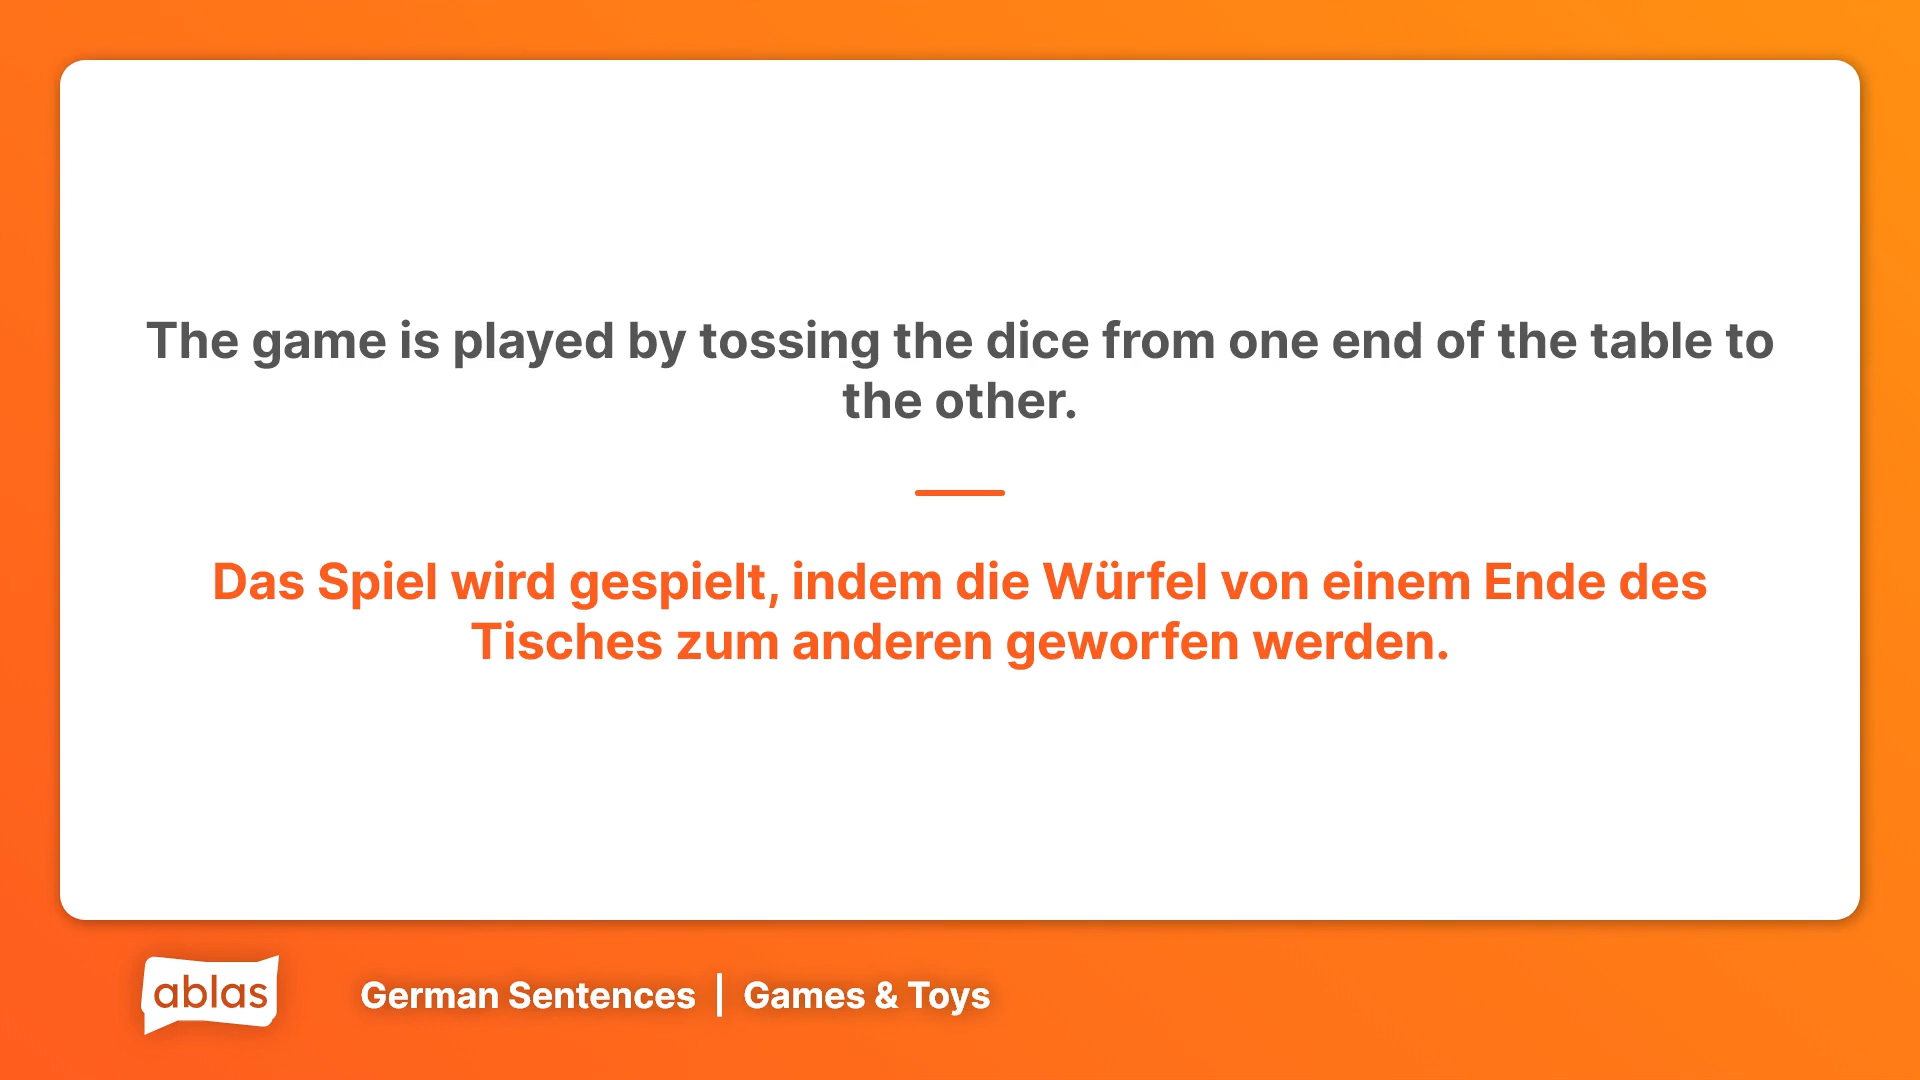 The game is played by tossing the dice from one end of the table to
the other.
Das Spiel wird gespielt, indem die Würfel von einem Ende des
Tisches zum anderen geworfen werden.
ablas
German Sentences | Games & Toys